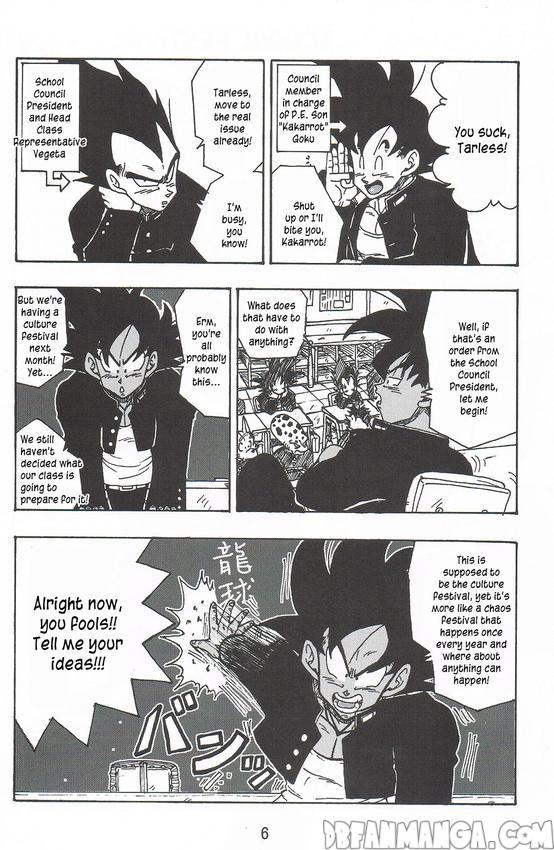 You suck,
Tarless!
Council
member
in charge
of P.E. Son
"Kakarrot"
Goku
Shut
up or I'll
bite you,
Kakarrot!
Tarless,
move to
the real
issue
already!
I'm
busy,
you
know!
School
Council
President
and Head
Class
Representative
Vegeta
Well, if
that's an
order from
the School
Council
President,
let me
begin!
What does
that have to
do with
anything?
Erm,
you're
all
probably
know
this...
But we're
having a
culture
festival
next
month!
Yet...
We still
haven't
decided what
our class is
going to
prepare for it!
This is
supposed to
be the culture
festival, yet it's
more like a chaos
festival that
happens once
every year and
where about
anything can
happen!
龍球
Alright now,
you fools!!
Tell me your
ideas!!!
バンッ
6
DBFANMANGA.COM